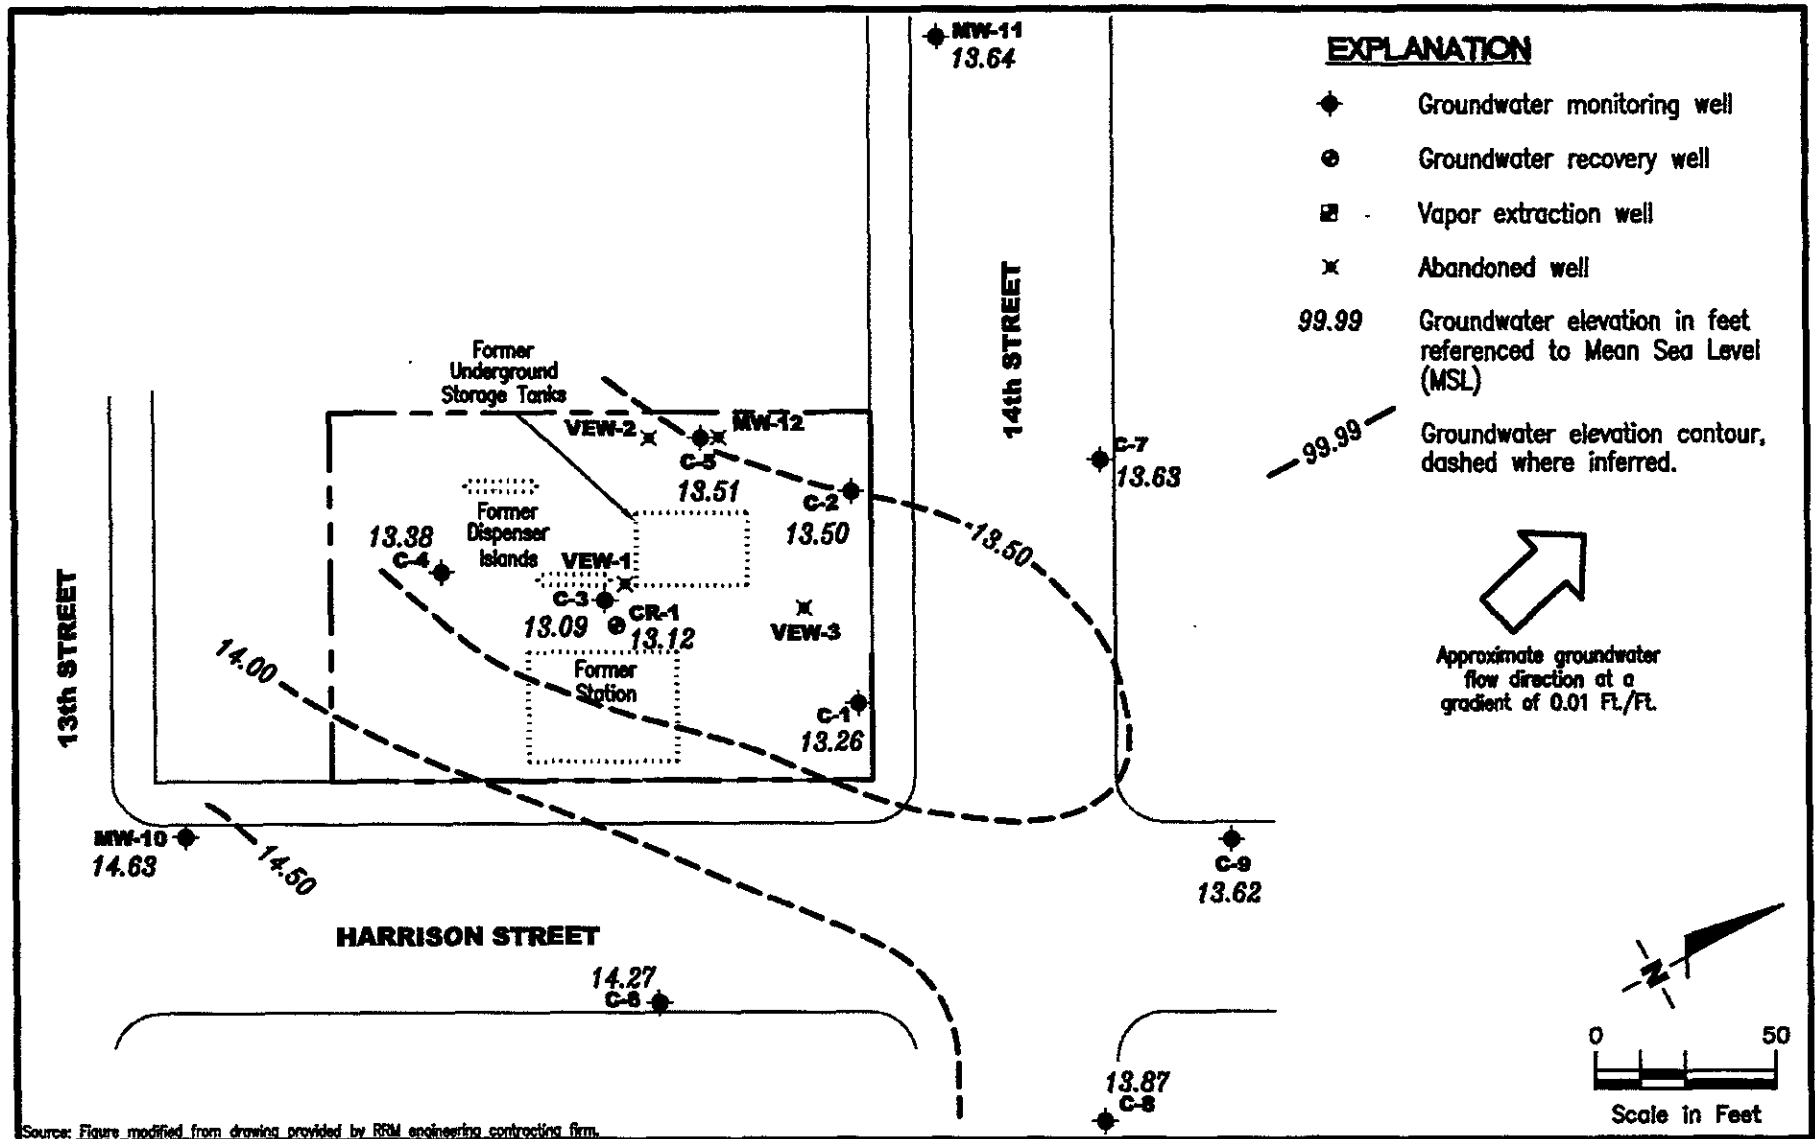 MW-11
13.64
EXPLANATION
Groundwater monitoring well
Groundwater recovery well
Vapor extraction well
Abandoned well
99.99
Groundwater elevation in feet
referenced to Mean Sea Level
(MSL)
99.99
Groundwater elevation contour,
dashed where inferred.
Approximate groundwater
flow direction at a
gradient of 0.01 Ft./Ft.
14th STREET
Former
Underground
Storage Tanks
VEW-2
MW-12
C-5
13.51
C-2
13.50
C-7
13.63
13.50
Former
Dispenser
Islands
13.38
C-4
VEW-1
C-3
13.09
CR-1
13.12
VEW-3
13th STREET
14.00
Former
Station
C-1
13.26
MW-10
14.63
14.50
C-9
13.62
HARRISON STREET
14.27
C-6
13.87
C-8
N
0 50
Scale in Feet
Source: Figure modified from drawing provided by RRM engineering contracting firm.